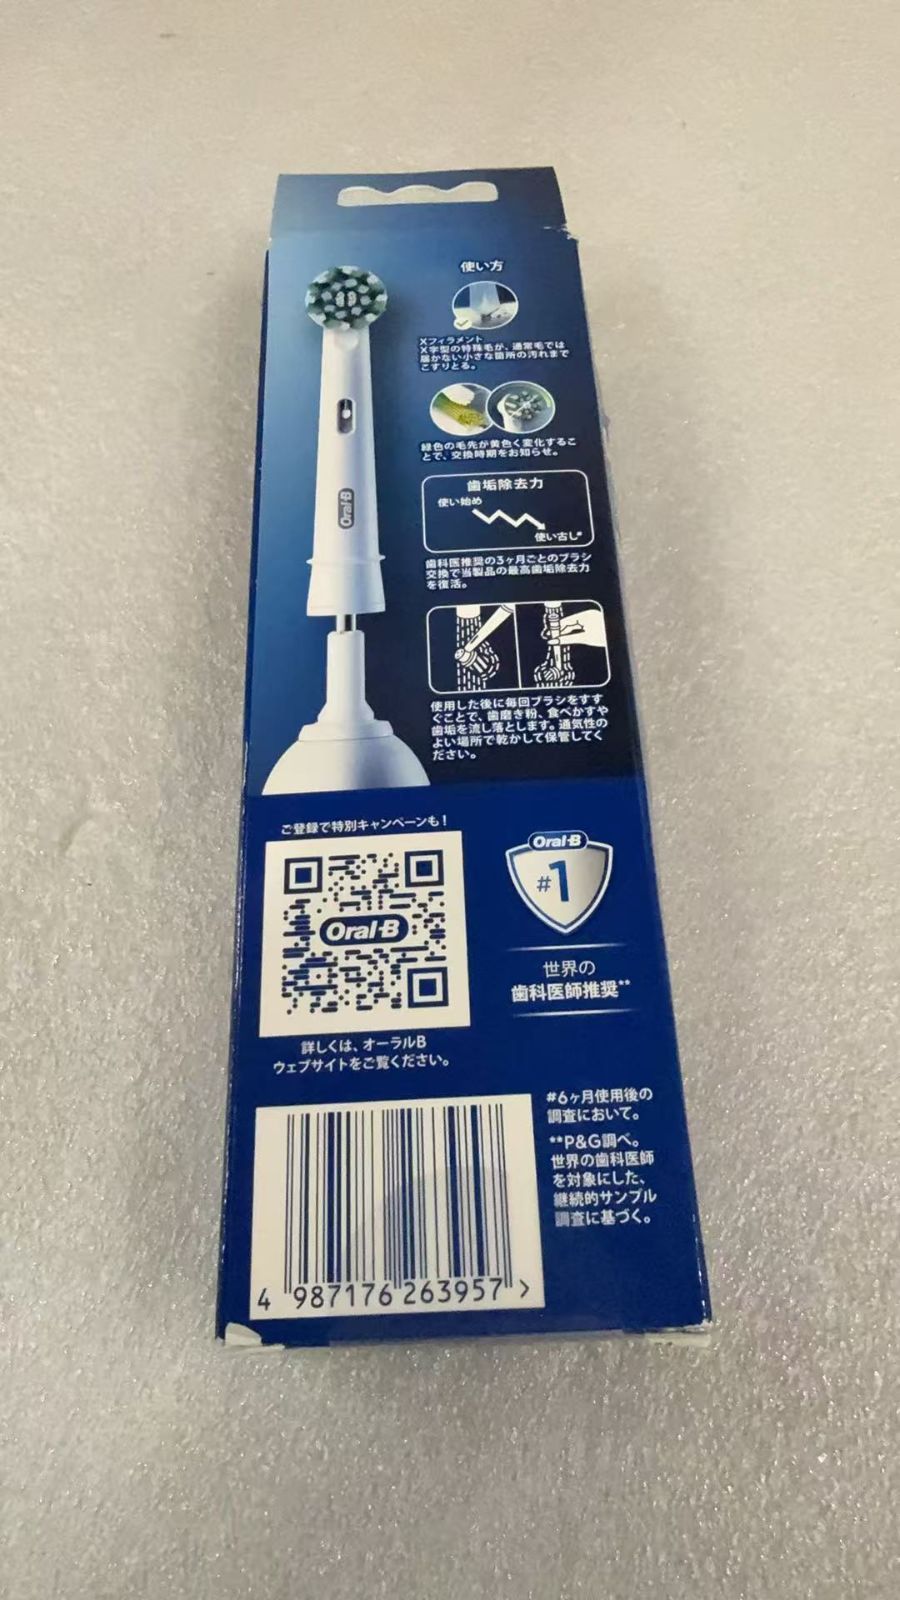 使い方
Xフィラメント
X字型の特殊毛が、通常毛では
届かない小さな箇所の汚れまで
こすりとる。
緑色の毛先が黄色く変化するこ
とで、交換時期をお知らせ。
歯垢除去力
使い始め
使い古し#
歯科医推奨の3ヶ月ごとのブラシ
交換で当製品の最高歯垢除去力
を復活。
使用した後に毎回ブラシをすす
ぐことで、歯磨き粉、食べかすや
歯垢を流し落とします。通気性の
よい場所で乾かして保管してく
ださい。
Oral-B
ご登録で特別キャンペーンも!
Oral-B
詳しくは、オーラルB
ウェブサイトをご覧ください。
Oral-B
#1
世界の
歯科医師推奨**
#6ヶ月使用後の
調査において。
**P&G調べ。
世界の歯科医師
を対象にした、
継続的サンプル
調査に基づく。
4 987176 263957 >